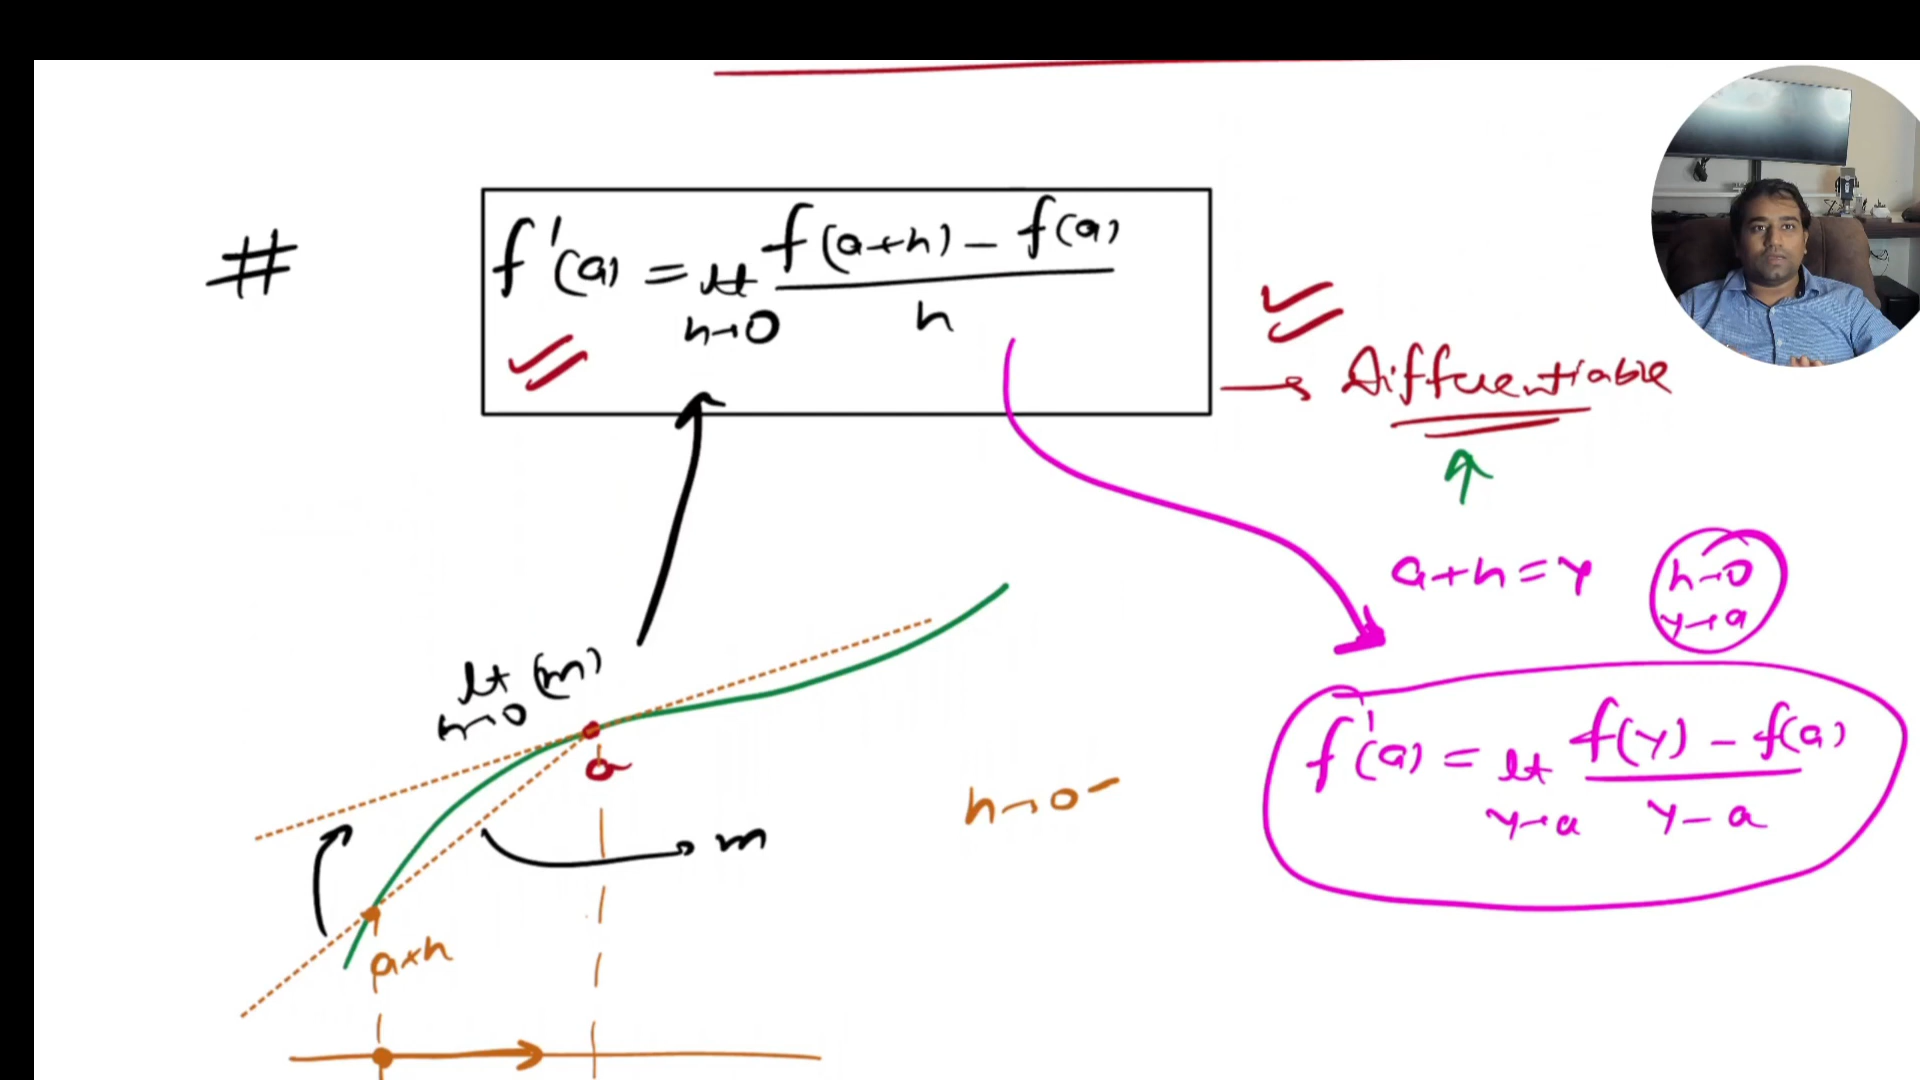 #
f'(a) = lt h→0 f(a+h) - f(a) / h
→ Differentiable
a+h=y
h→0
y→a
lt (m)
h→0
a
f'(a) = lt y→a f(y) - f(a) / y-a
h→0-
m
a+h